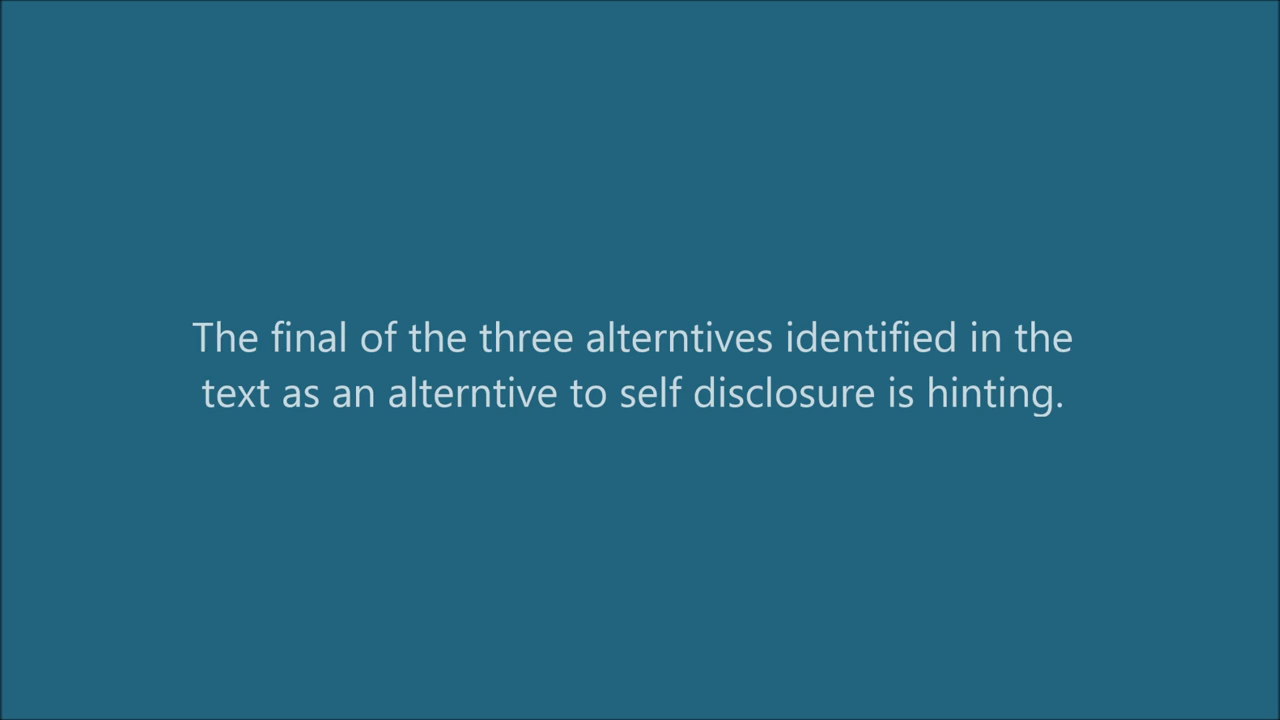 The final of the three alterntives identified in the
text as an alterntive to self disclosure is hinting.